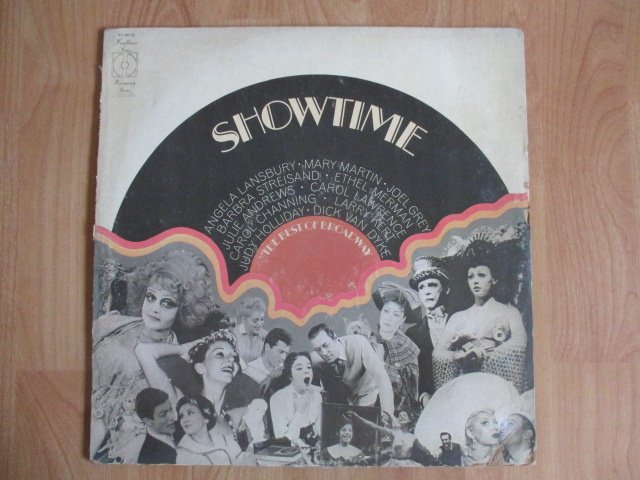 SHOWTIME
ANGELA LANSBURY · MARY MARTIN · JOEL GREY
BARBRA STREISAND · ETHEL MERMAN
JULIE ANDREWS · CAROL LAWRENCE
CAROL CHANNING · LARRY KERT
JUDY HOLLIDAY · DICK VAN DYKE
THE BEST OF BROADWAY